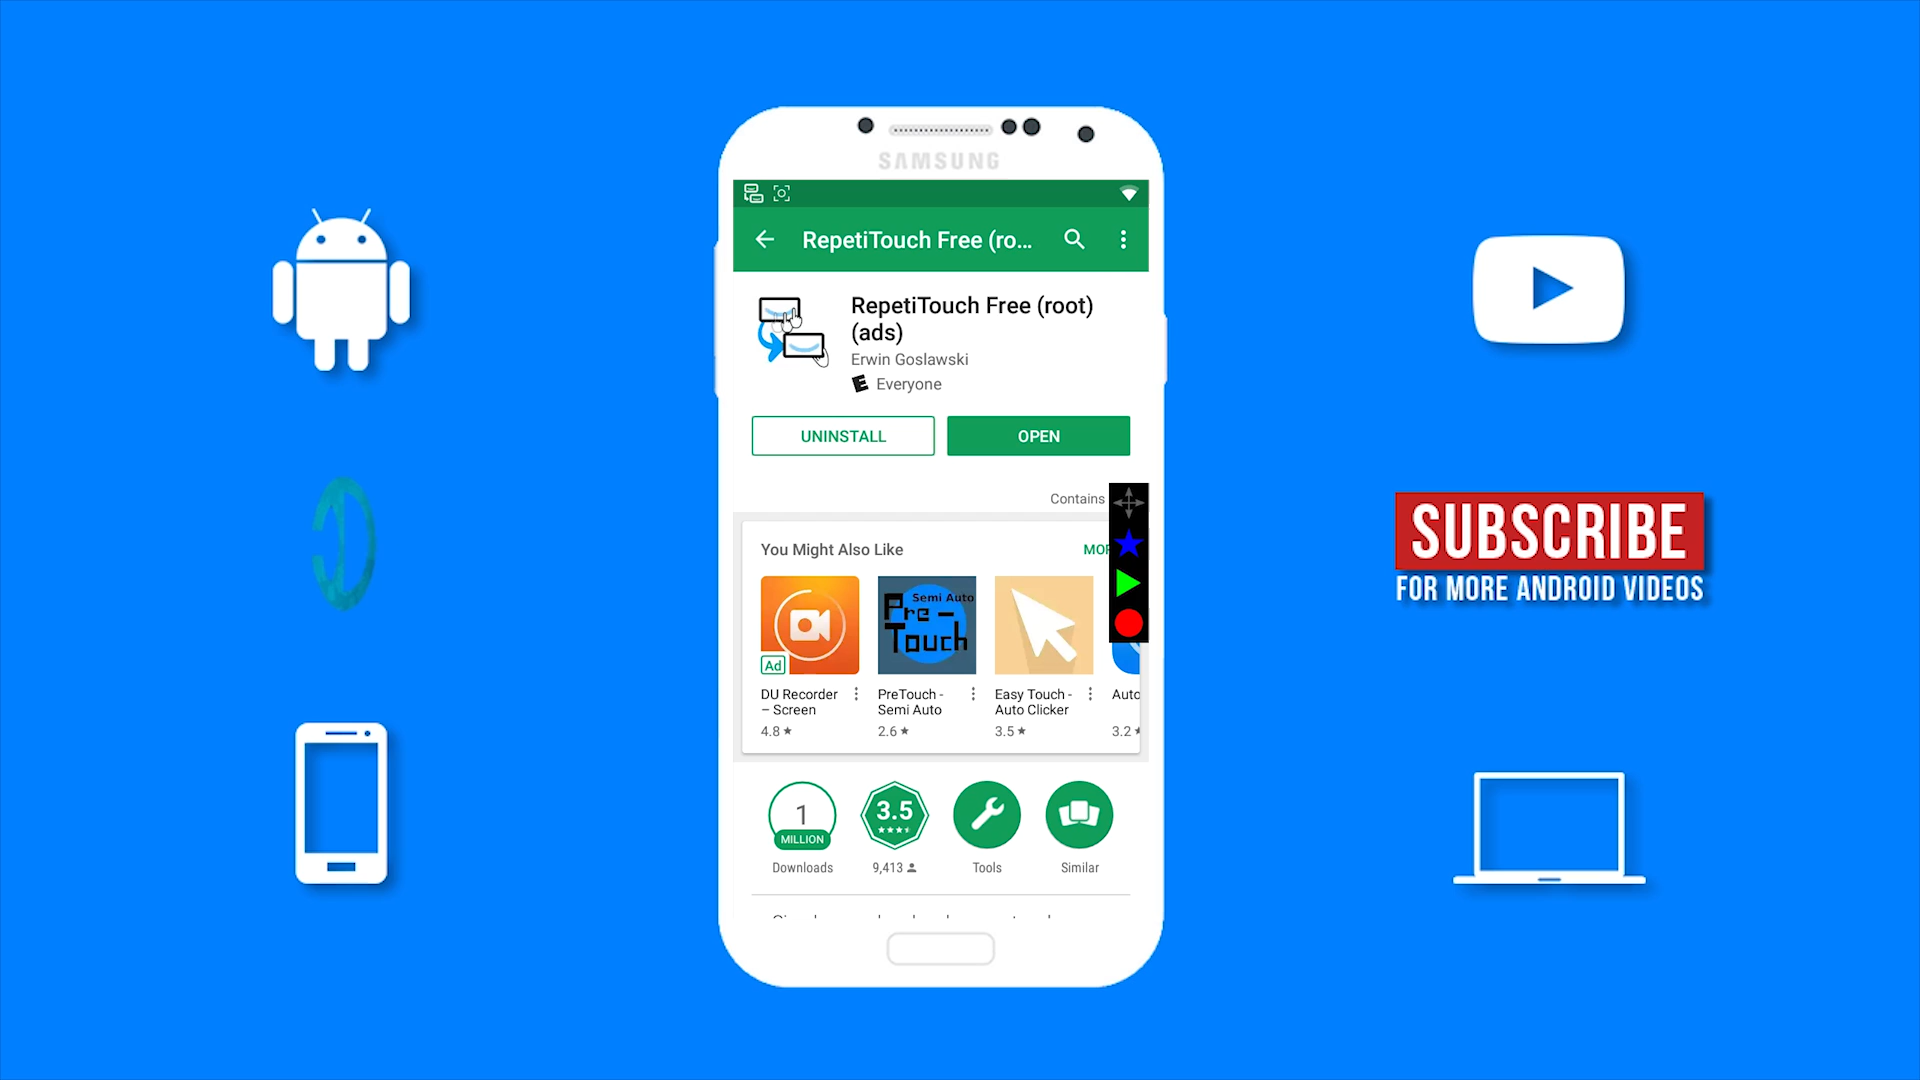 SAMSUNG
RepetiTouch Free (ro...
RepetiTouch Free (root)
(ads)
Erwin Goslawski
E Everyone
UNINSTALL
OPEN
Contains
You Might Also Like
MOR
Semi Auto
Pre-
Touch
Ad
DU Recorder
– Screen
4.8★
PreTouch -
Semi Auto
2.6★
Easy Touch -
Auto Clicker
3.5★
Auto
3.2
1
MILLION
Downloads
3.5
9,413
Tools
Similar
SUBSCRIBE
FOR MORE ANDROID VIDEOS